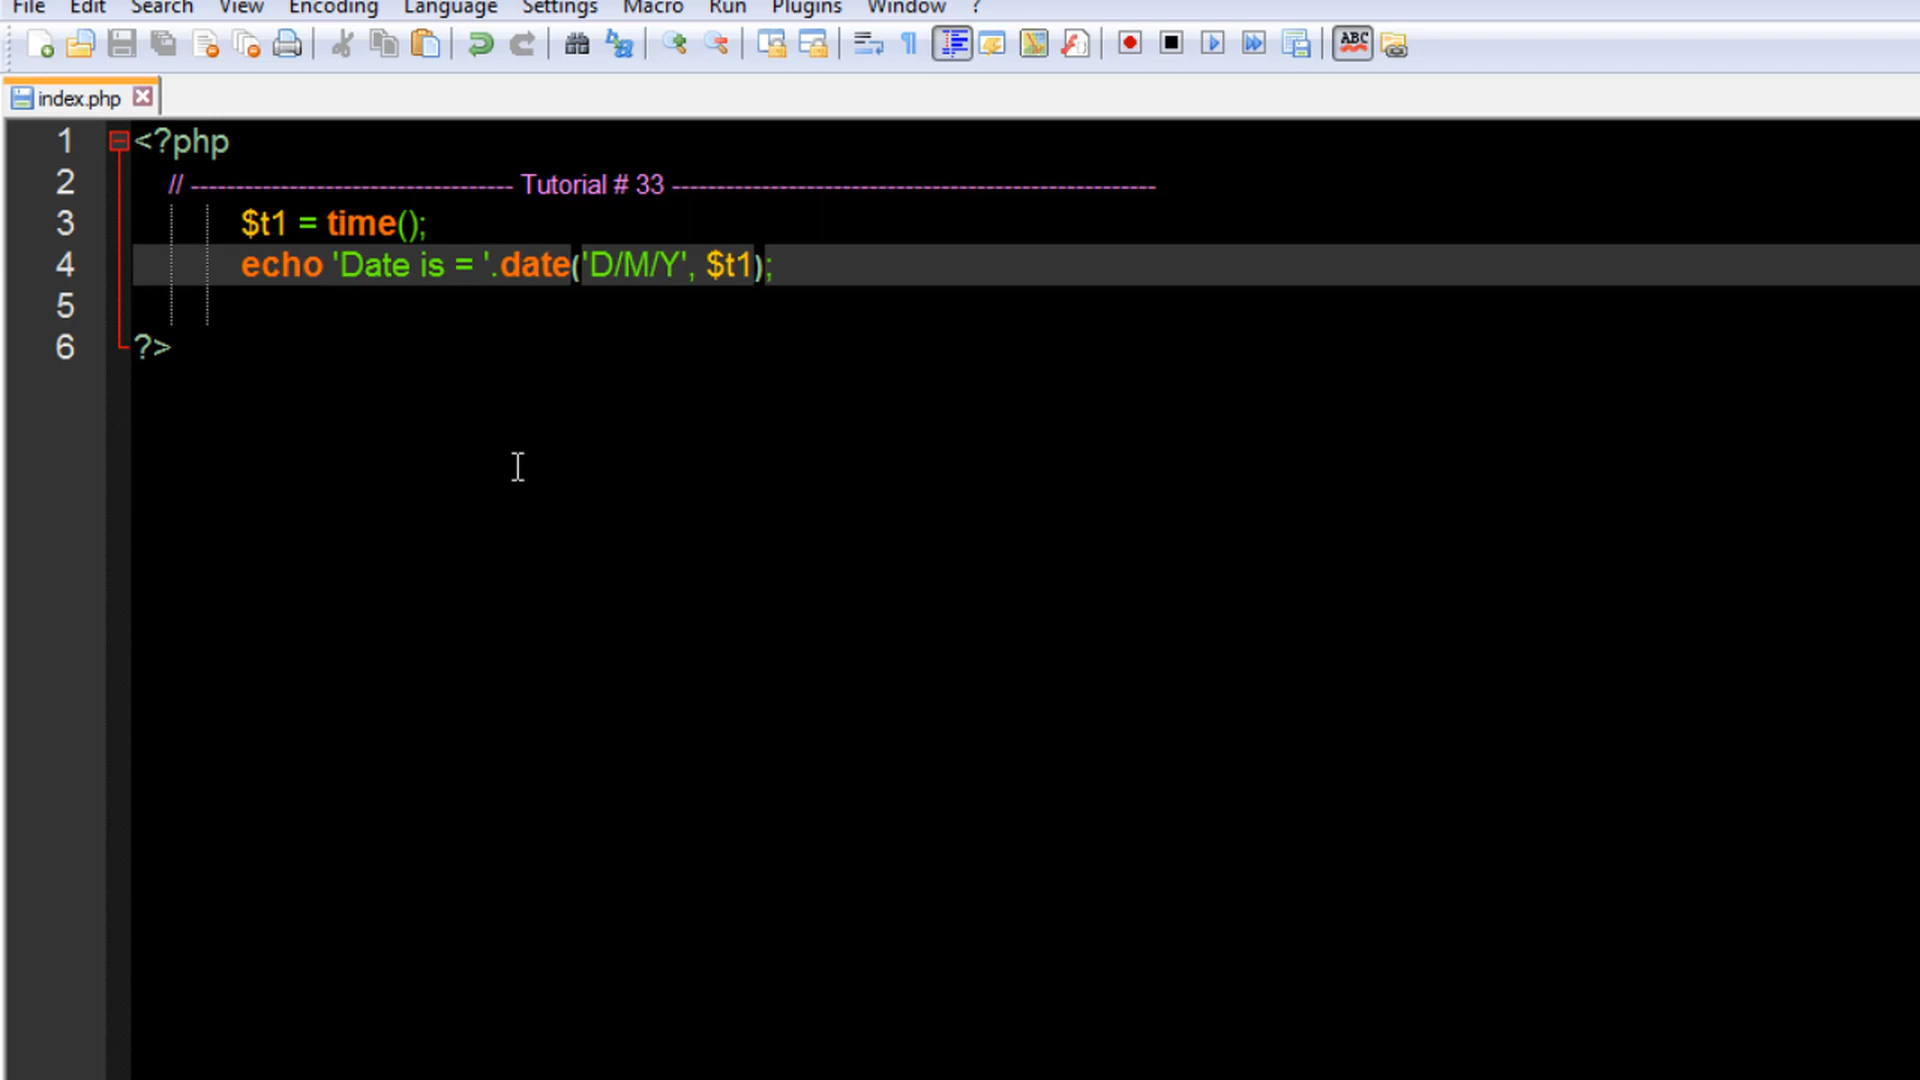 File Edit Search View Encoding Language Settings Macro Run Plugins Window ?
ABC
index.php
1 <?php
2 // ------------------------------------ Tutorial # 33 ------------------------------------------------------
3 $t1 = time();
4 echo 'Date is = '.date('D/M/Y', $t1);
5
6 ?>